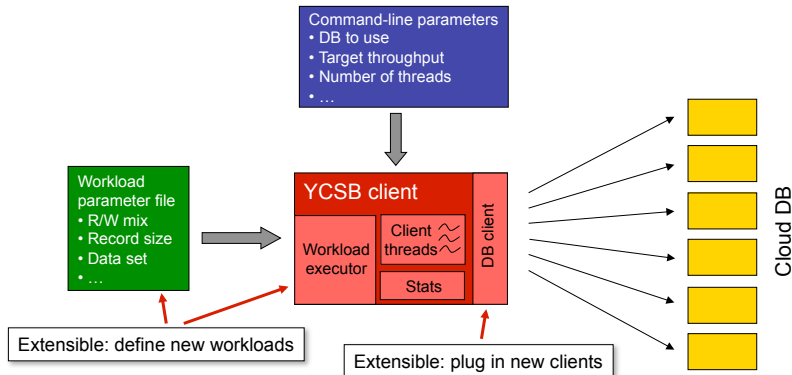 Command-line parameters
• DB to use
• Target throughput
• Number of threads
• …
Workload
parameter file
• R/W mix
• Record size
• Data set
• …
YCSB client
Workload
executor
Client
threads
Stats
DB client
Cloud DB
Extensible: define new workloads
Extensible: plug in new clients